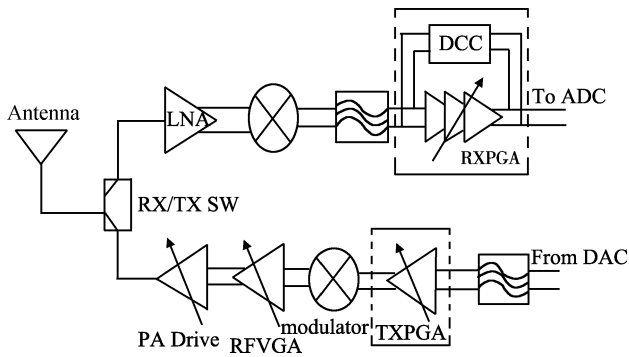 DCC
To ADC
LNA
RXPGA
Antenna
RX/TX SW
From DAC
modulator
TXPGA
PA Drive
RFVGA